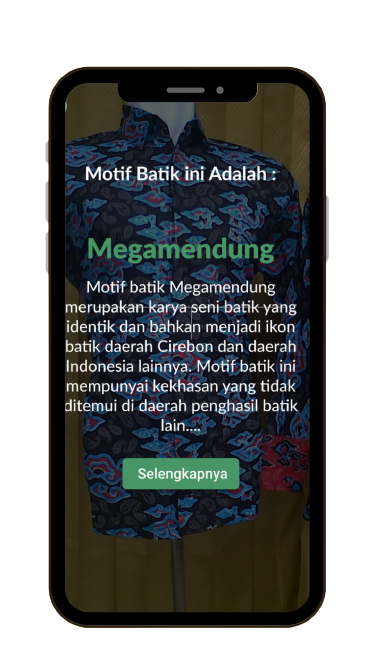 Motif Batik ini Adalah :
Megamendung
Motif batik Megamendung
merupakan karya seni batik yang
identik dan bahkan menjadi ikon
batik daerah Cirebon dan daerah
Indonesia lainnya. Motif batik ini
mempunyai kekhasan yang tidak
ditemui di daerah penghasil batik
lain....
Selengkapnya